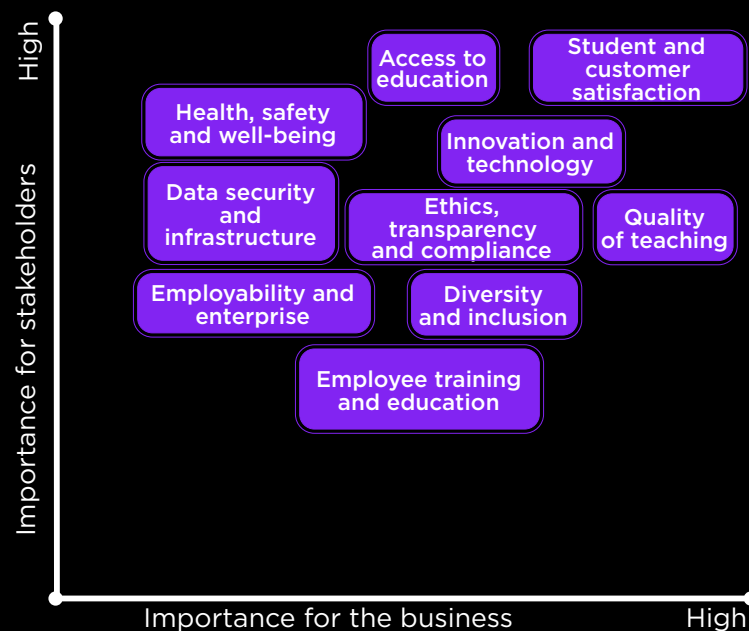 High
Importance for stakeholders
Access to
education
Student and
customer
satisfaction
Health, safety
and well-being
Innovation and
technology
Data security
and
infrastructure
Ethics,
transparency
and compliance
Quality
of teaching
Employability and
enterprise
Diversity
and inclusion
Employee training
and education
Importance for the business
High